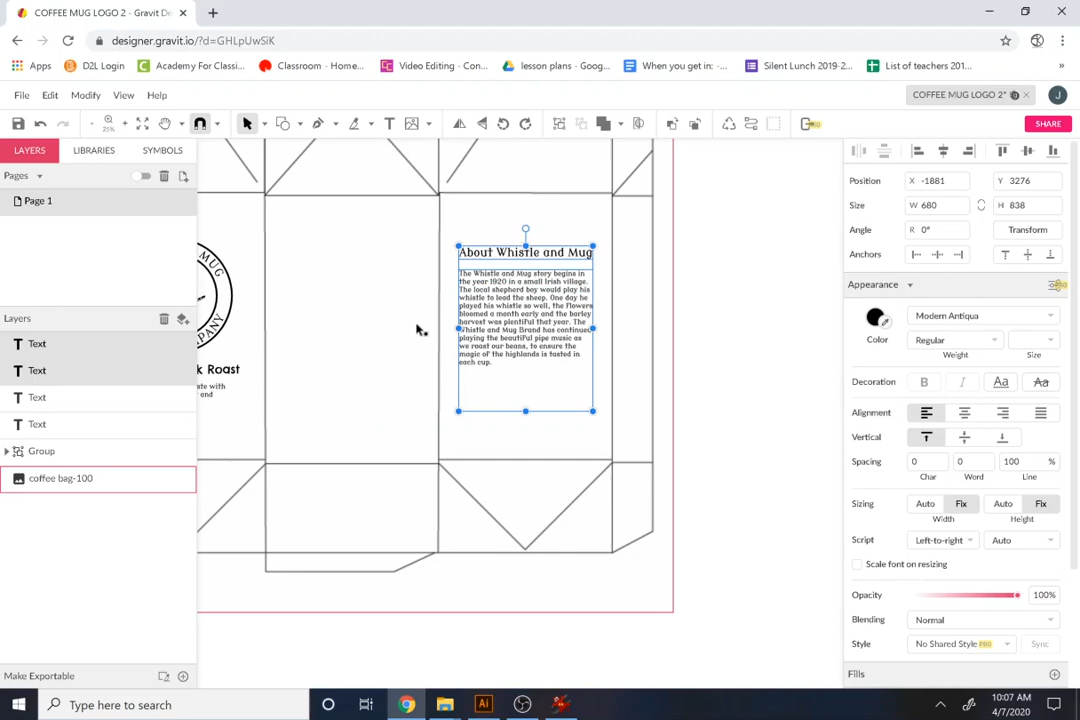 COFFEE MUG LOGO 2 - Gravit De
designer.gravit.io/?d=GHLpUwSiK
Apps
D2L Login
Academy For Classi...
Classroom - Home...
Video Editing - Con...
lesson plans - Goog...
When you get in: -...
Silent Lunch 2019-2...
List of teachers 201...
»
File
Edit
Modify
View
Help
COFFEE MUG LOGO 2*
J
25%
PRO
SHARE
LAYERS
LIBRARIES
SYMBOLS
Pages
Page 1
Layers
Text
Text
Text
Text
Group
coffee bag-100
Make Exportable
MUG
PANY
k Roast
ate with
y end
About Whistle and Mug
The Whistle and Mug story begins in
the year 1920 in a small Irish village.
The local shepherd boy would play his
whistle to lead the sheep. One day he
played his whistle so well, the flowers
bloomed a month early and the barley
harvest was plentiful that year. The
Whistle and Mug Brand has continued
playing the beautiful pipe music as
we roast our beans, to ensure the
magic of the highlands is tasted in
each cup.
Position
X -1881
Y 3276
Size
W 680
H 838
Angle
R 0°
Transform
Anchors
Appearance
PRO
Color
Modern Antiqua
Regular
Weight
Size
Decoration
B
I
Aa
Aa
Alignment
Vertical
Spacing
0
0
100 %
Char
Word
Line
Sizing
Auto
Fix
Auto
Fix
Width
Height
Script
Left-to-right
Auto
Scale font on resizing
Opacity
100%
Blending
Normal
Style
No Shared Style PRO
Sync
Fills
Type here to search
Ai
10:07 AM
4/7/2020